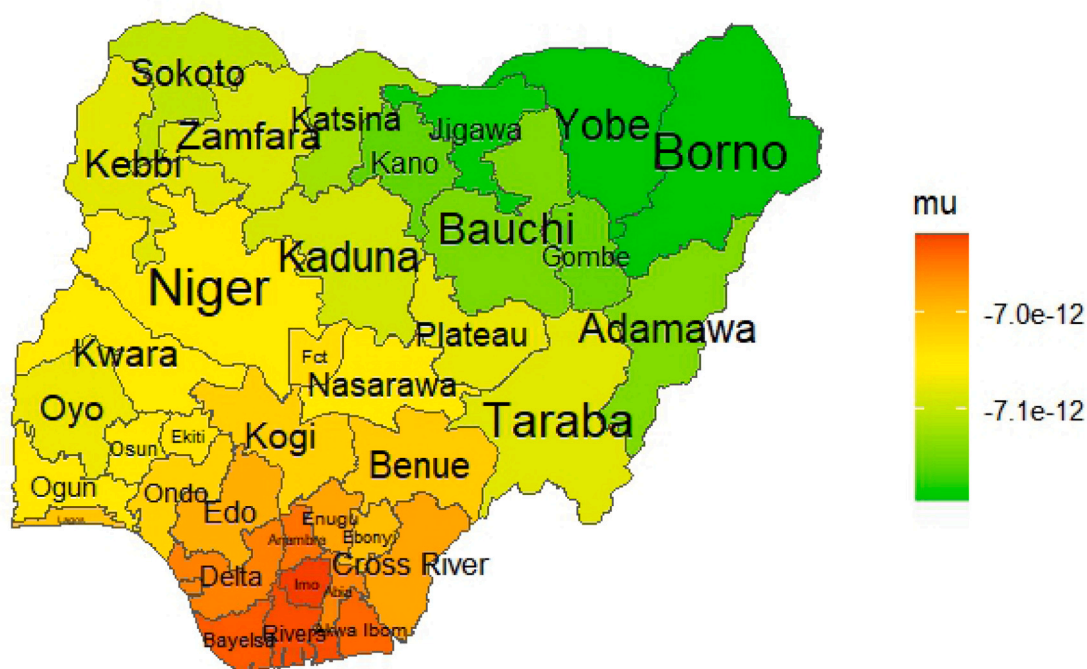 Sokoto
Katsina
Zamfara
Jigawa
Yobe
Borno
Kano
Kebbi
mu
Bauchi
Kaduna
Gombe
Niger
-7.0e-12
Plateau
Adamawa
Kwara
Fct
Nasarawa
Oyo
-7.1e-12
Taraba
Ekiti
Kogi
Osun
Benue
Ogun
Ondo
Edo
Lagos
Enugu
Anambra
Ebony
Cross River
Delta
Imo
Abia
Bayelsa
Rivers
Akwa Ibom